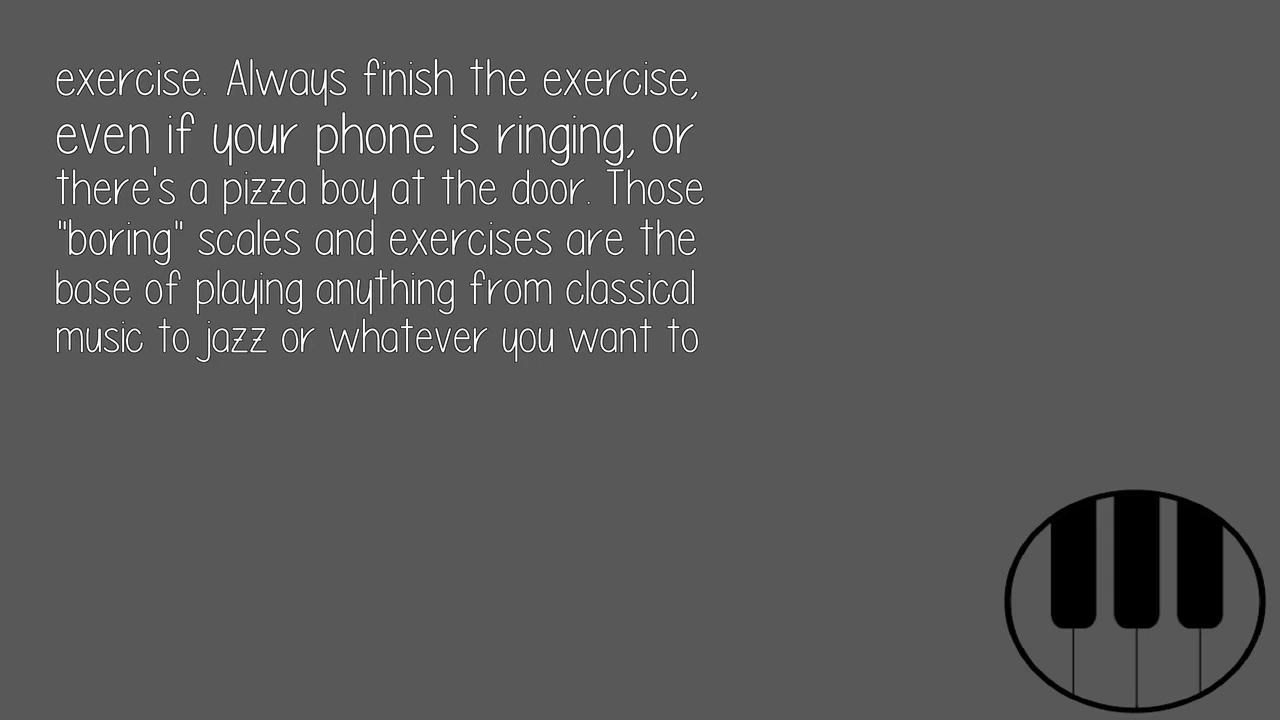 exercise. Always finish the exercise,
even if your phone is ringing, or
there's a pizza boy at the door. Those
"boring" scales and exercises are the
base of playing anything from classical
music to jazz or whatever you want to